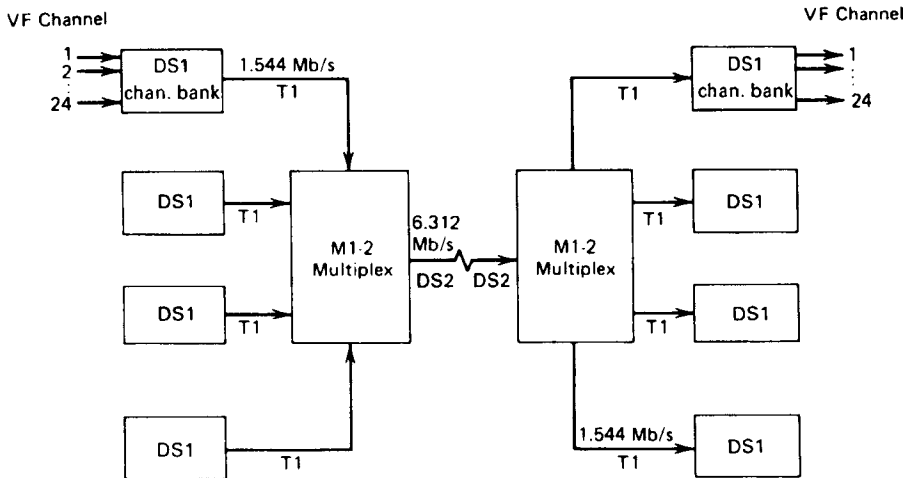 VF Channel
VF Channel
1
2
24
DS1
chan. bank
1.544 Mb/s
T1
T1
DS1
chan. bank
1
24
DS1
T1
M1-2
Multiplex
6.312
Mb/s
DS2
DS2
M1-2
Multiplex
T1
DS1
DS1
T1
T1
DS1
DS1
T1
1.544 Mb/s
T1
DS1